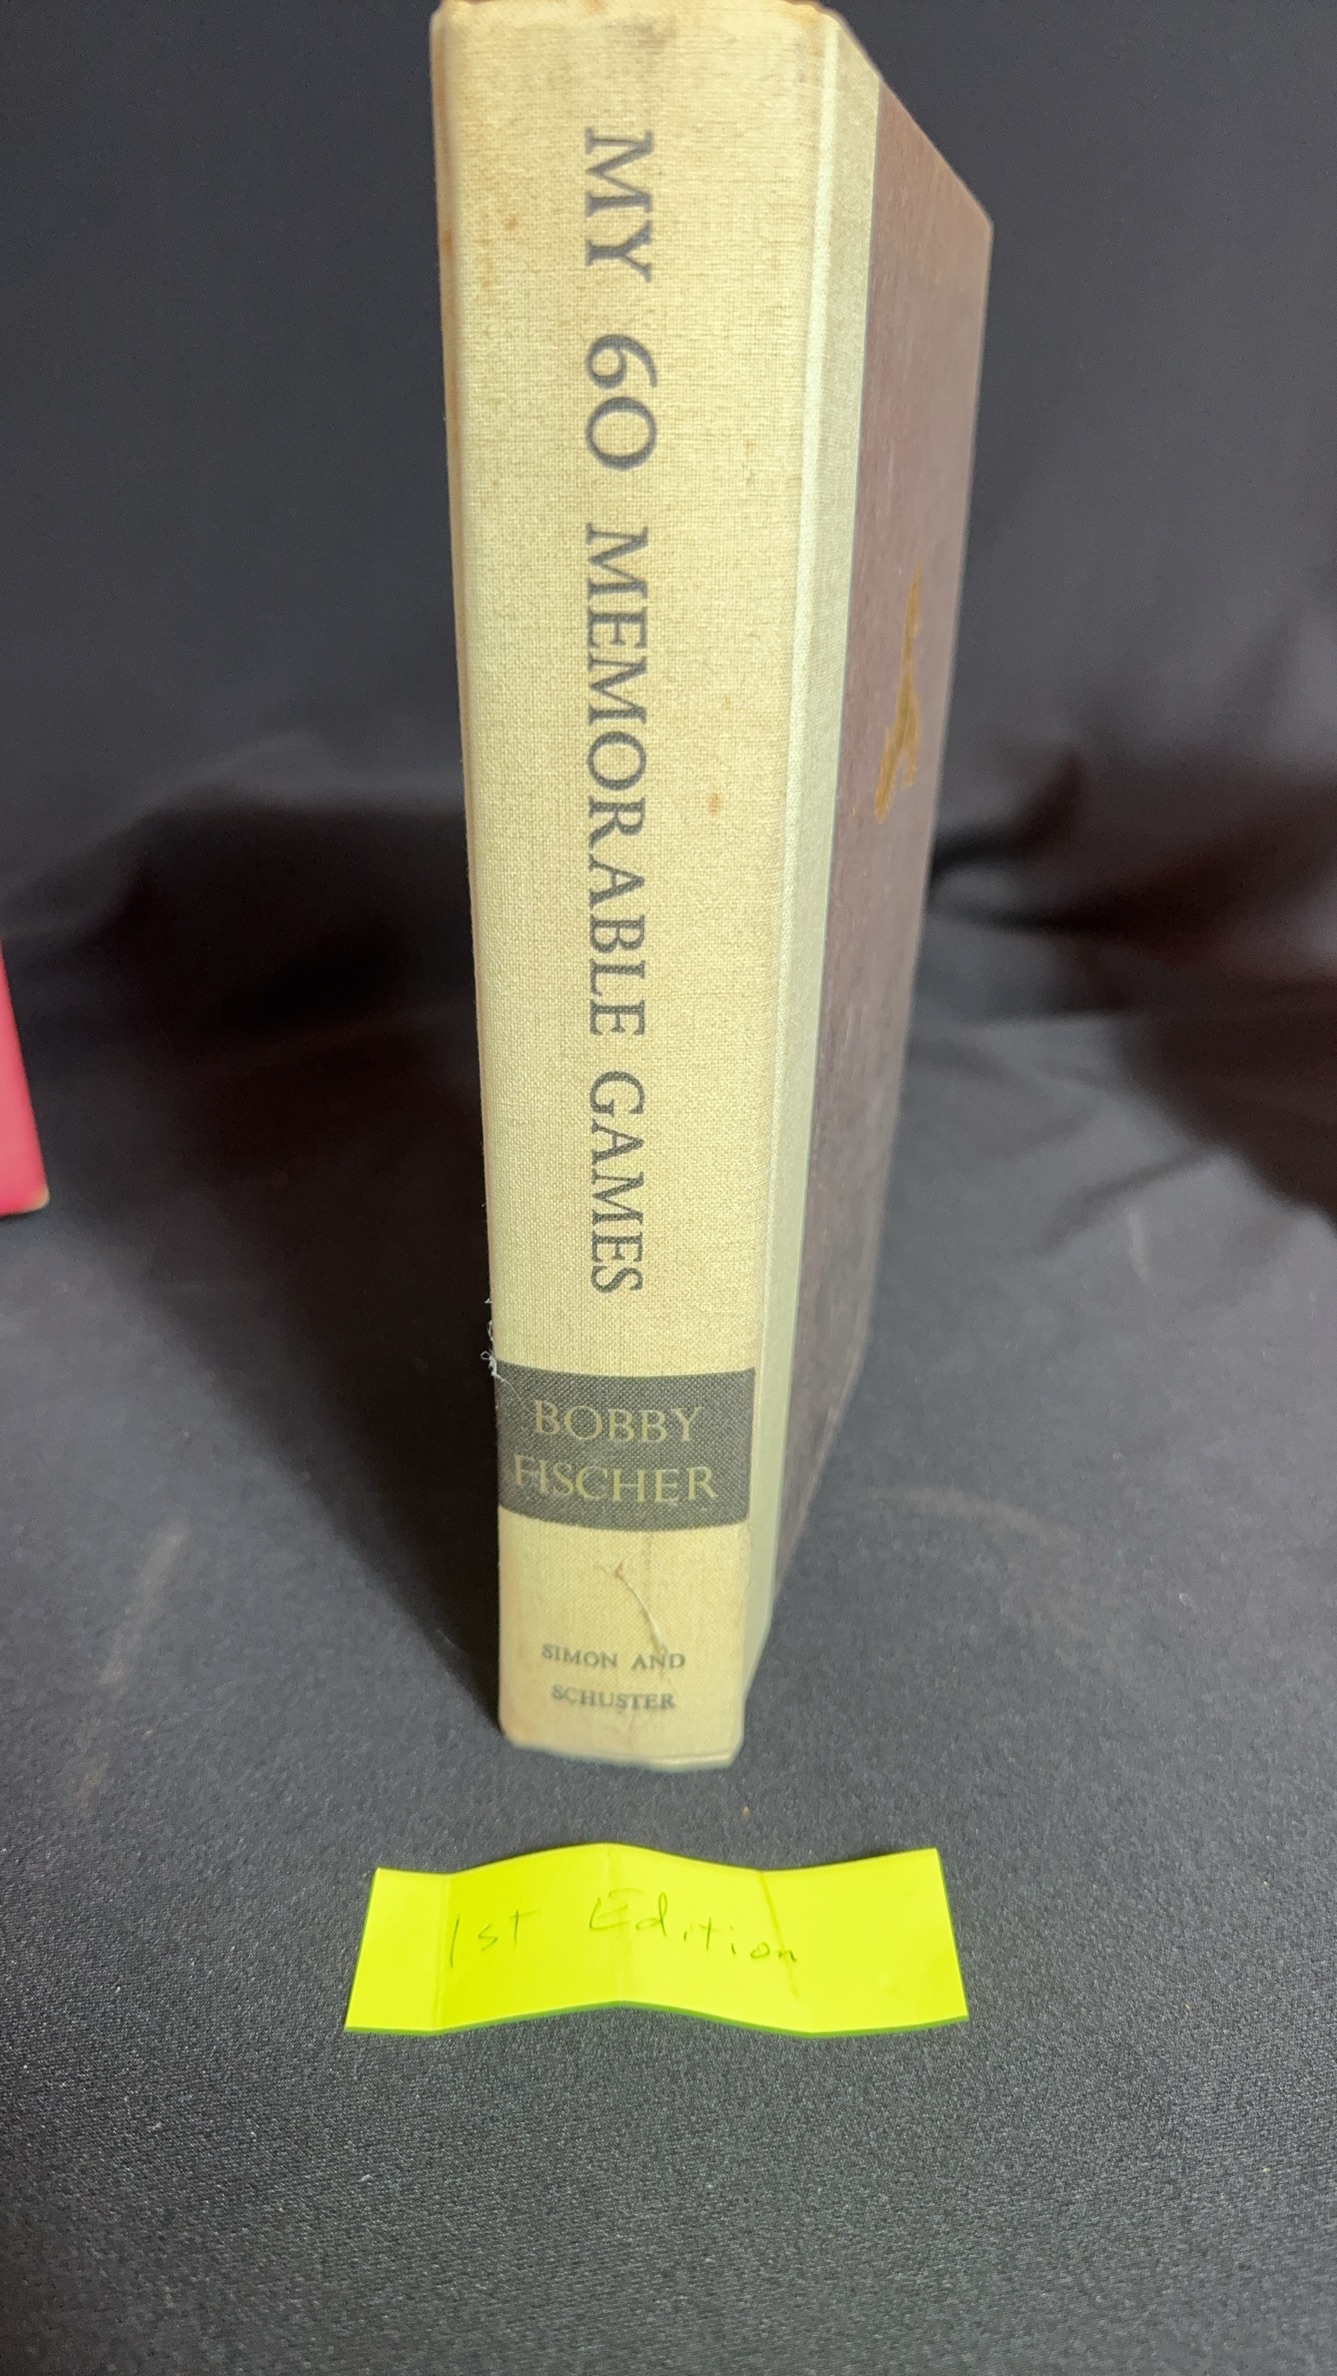 MY 60 MEMORABLE GAMES
BOBBY
FISCHER
SIMON AND
SCHUSTER
1st Edition